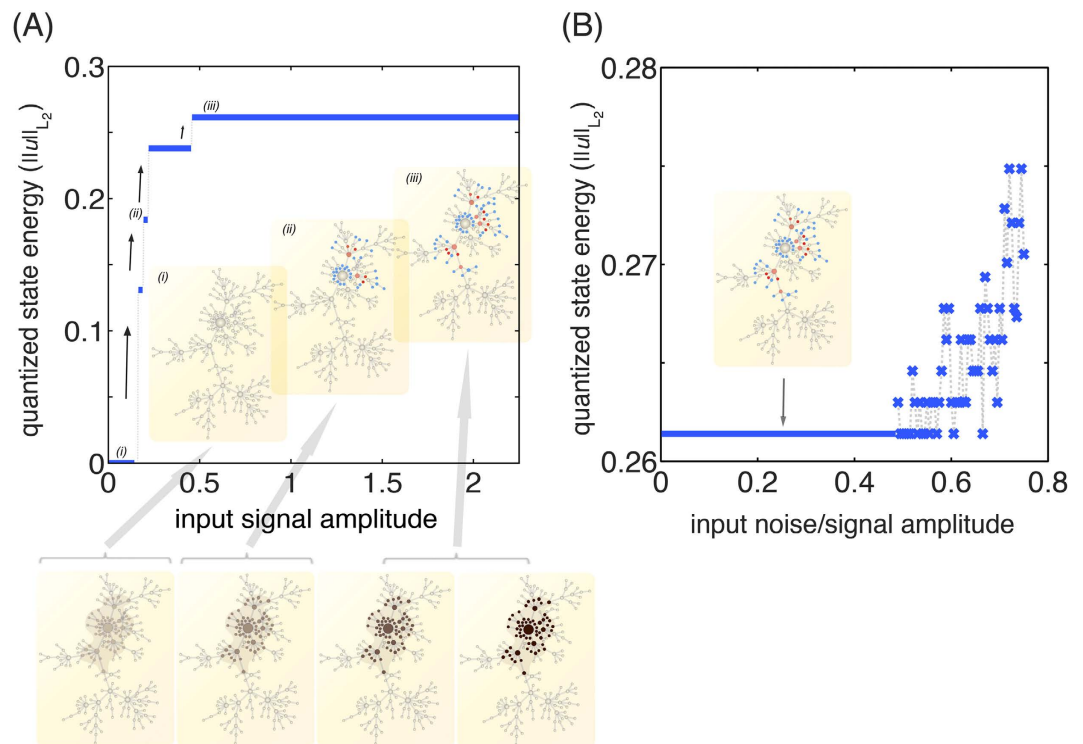 (A)
(B)
0.3
0.2
0.1
0
quantized state energy (||u||L2)
(iii)
(ii)
(i)
(i)
(i)
(ii)
(iii)
0
0.5
1
1.5
2
input signal amplitude
0.28
0.27
0.26
quantized state energy (||u||L2)
0
0.2
0.4
0.6
0.8
input noise/signal amplitude